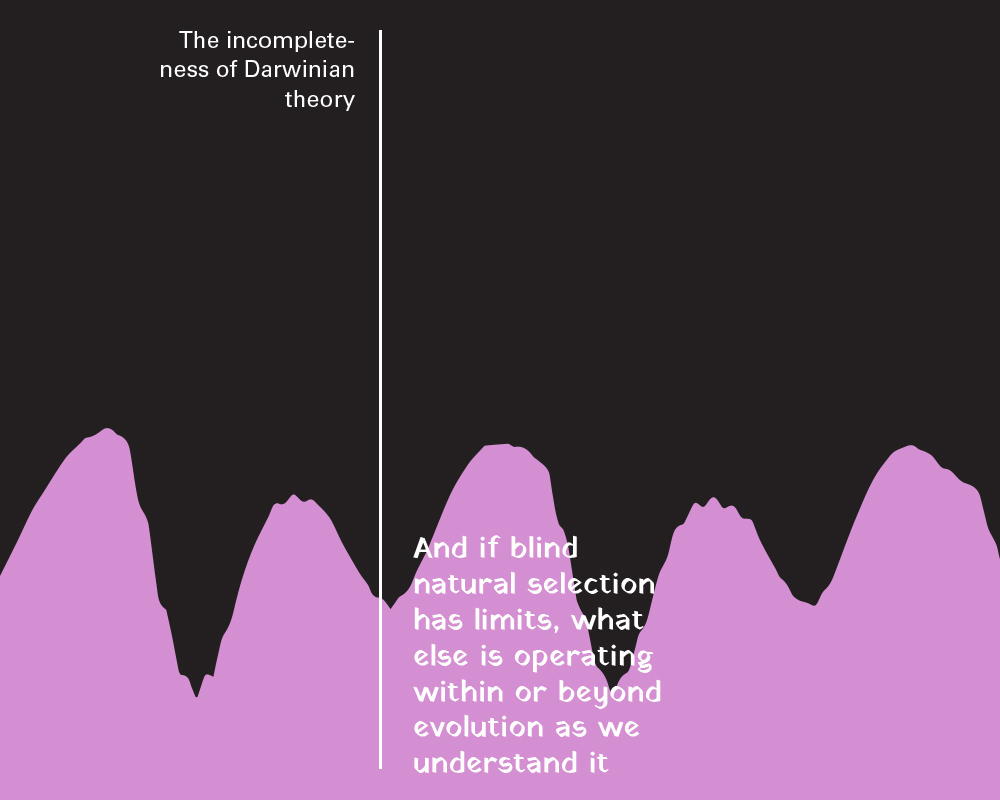 The incomplete-
ness of Darwinian
theory
And if blind
natural selection
has limits, what
else is operating
within or beyond
evolution as we
understand it